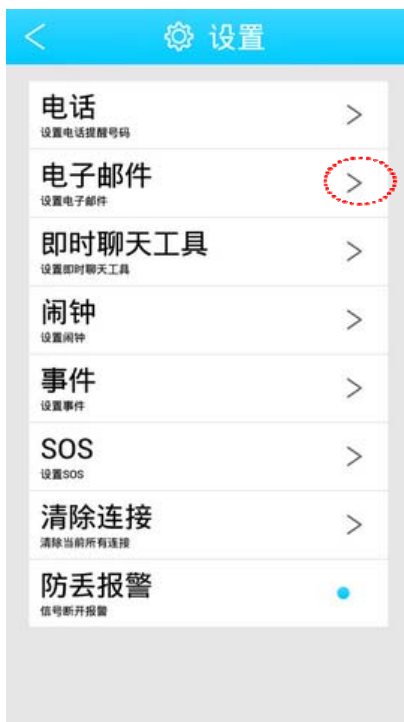 设置
电话
设置电话提醒号码
电子邮件
设置电子邮件
即时聊天工具
设置即时聊天工具
闹钟
设置闹钟
事件
设置事件
SOS
设置SOS
清除连接
清除当前所有连接
防丢报警
信号断开报警